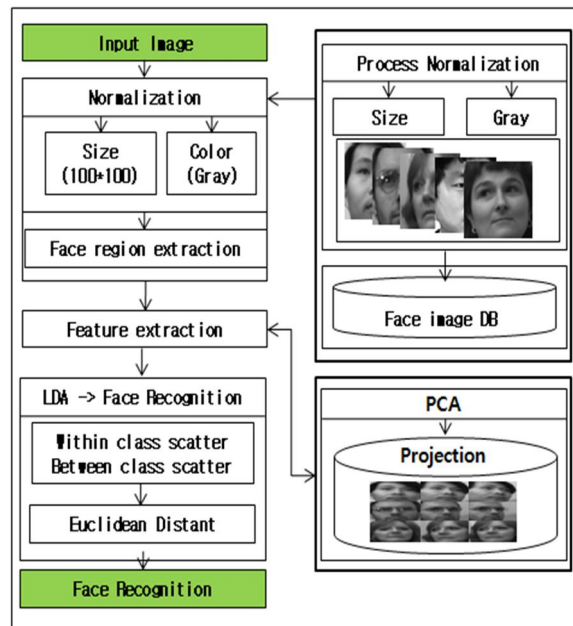 Input Image
Normalization
Size
(100*100)
Color
(Gray)
Face region extraction
Feature extraction
LDA -> Face Recognition
Within class scatter
Between class scatter
Euclidean Distant
Face Recognition
Process Normalization
Size
Gray
Face image DB
PCA
Projection